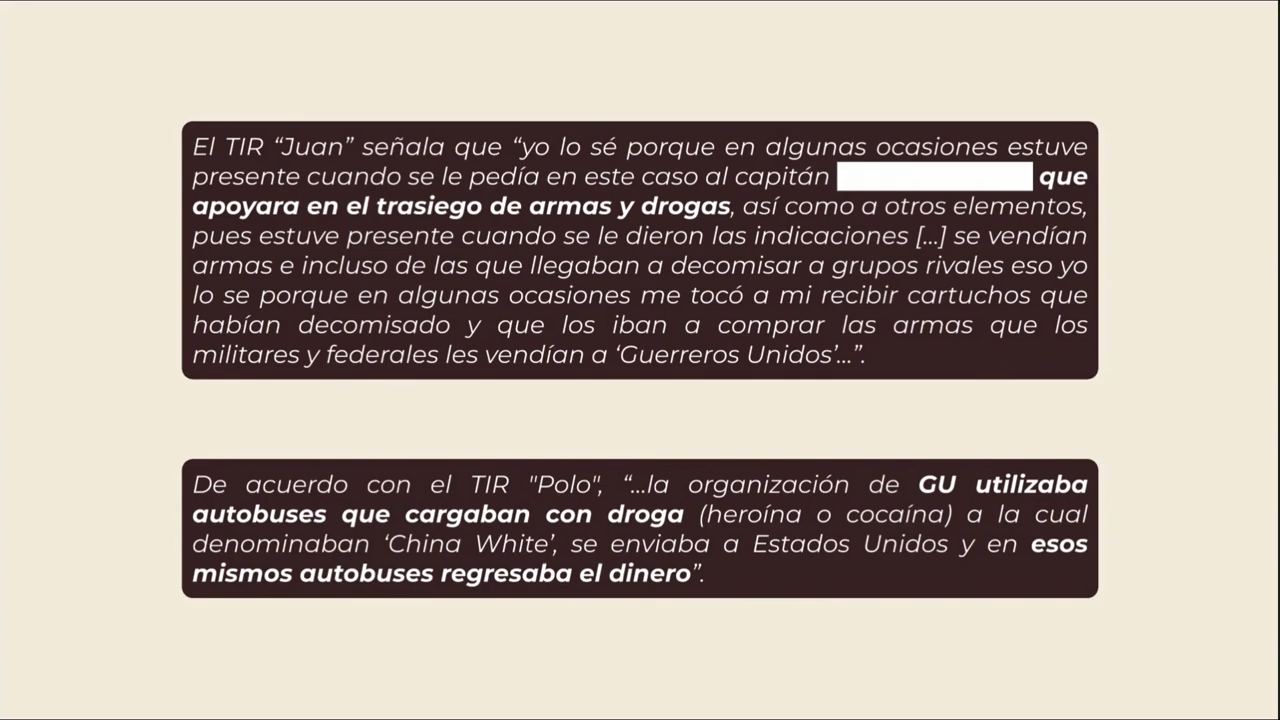 El TIR “Juan” señala que “yo lo sé porque en algunas ocasiones estuve
presente cuando se le pedía en este caso al capitán que
apoyara en el trasiego de armas y drogas, así como a otros elementos,
pues estuve presente cuando se le dieron las indicaciones [...] se vendían
armas e incluso de las que llegaban a decomisar a grupos rivales eso yo
lo se porque en algunas ocasiones me tocó a mi recibir cartuchos que
habían decomisado y que los iban a comprar las armas que los
militares y federales les vendían a ‘Guerreros Unidos’...”.
De acuerdo con el TIR "Polo", “...la organización de GU utilizaba
autobuses que cargaban con droga (heroína o cocaína) a la cual
denominaban ‘China White’, se enviaba a Estados Unidos y en esos
mismos autobuses regresaba el dinero”.